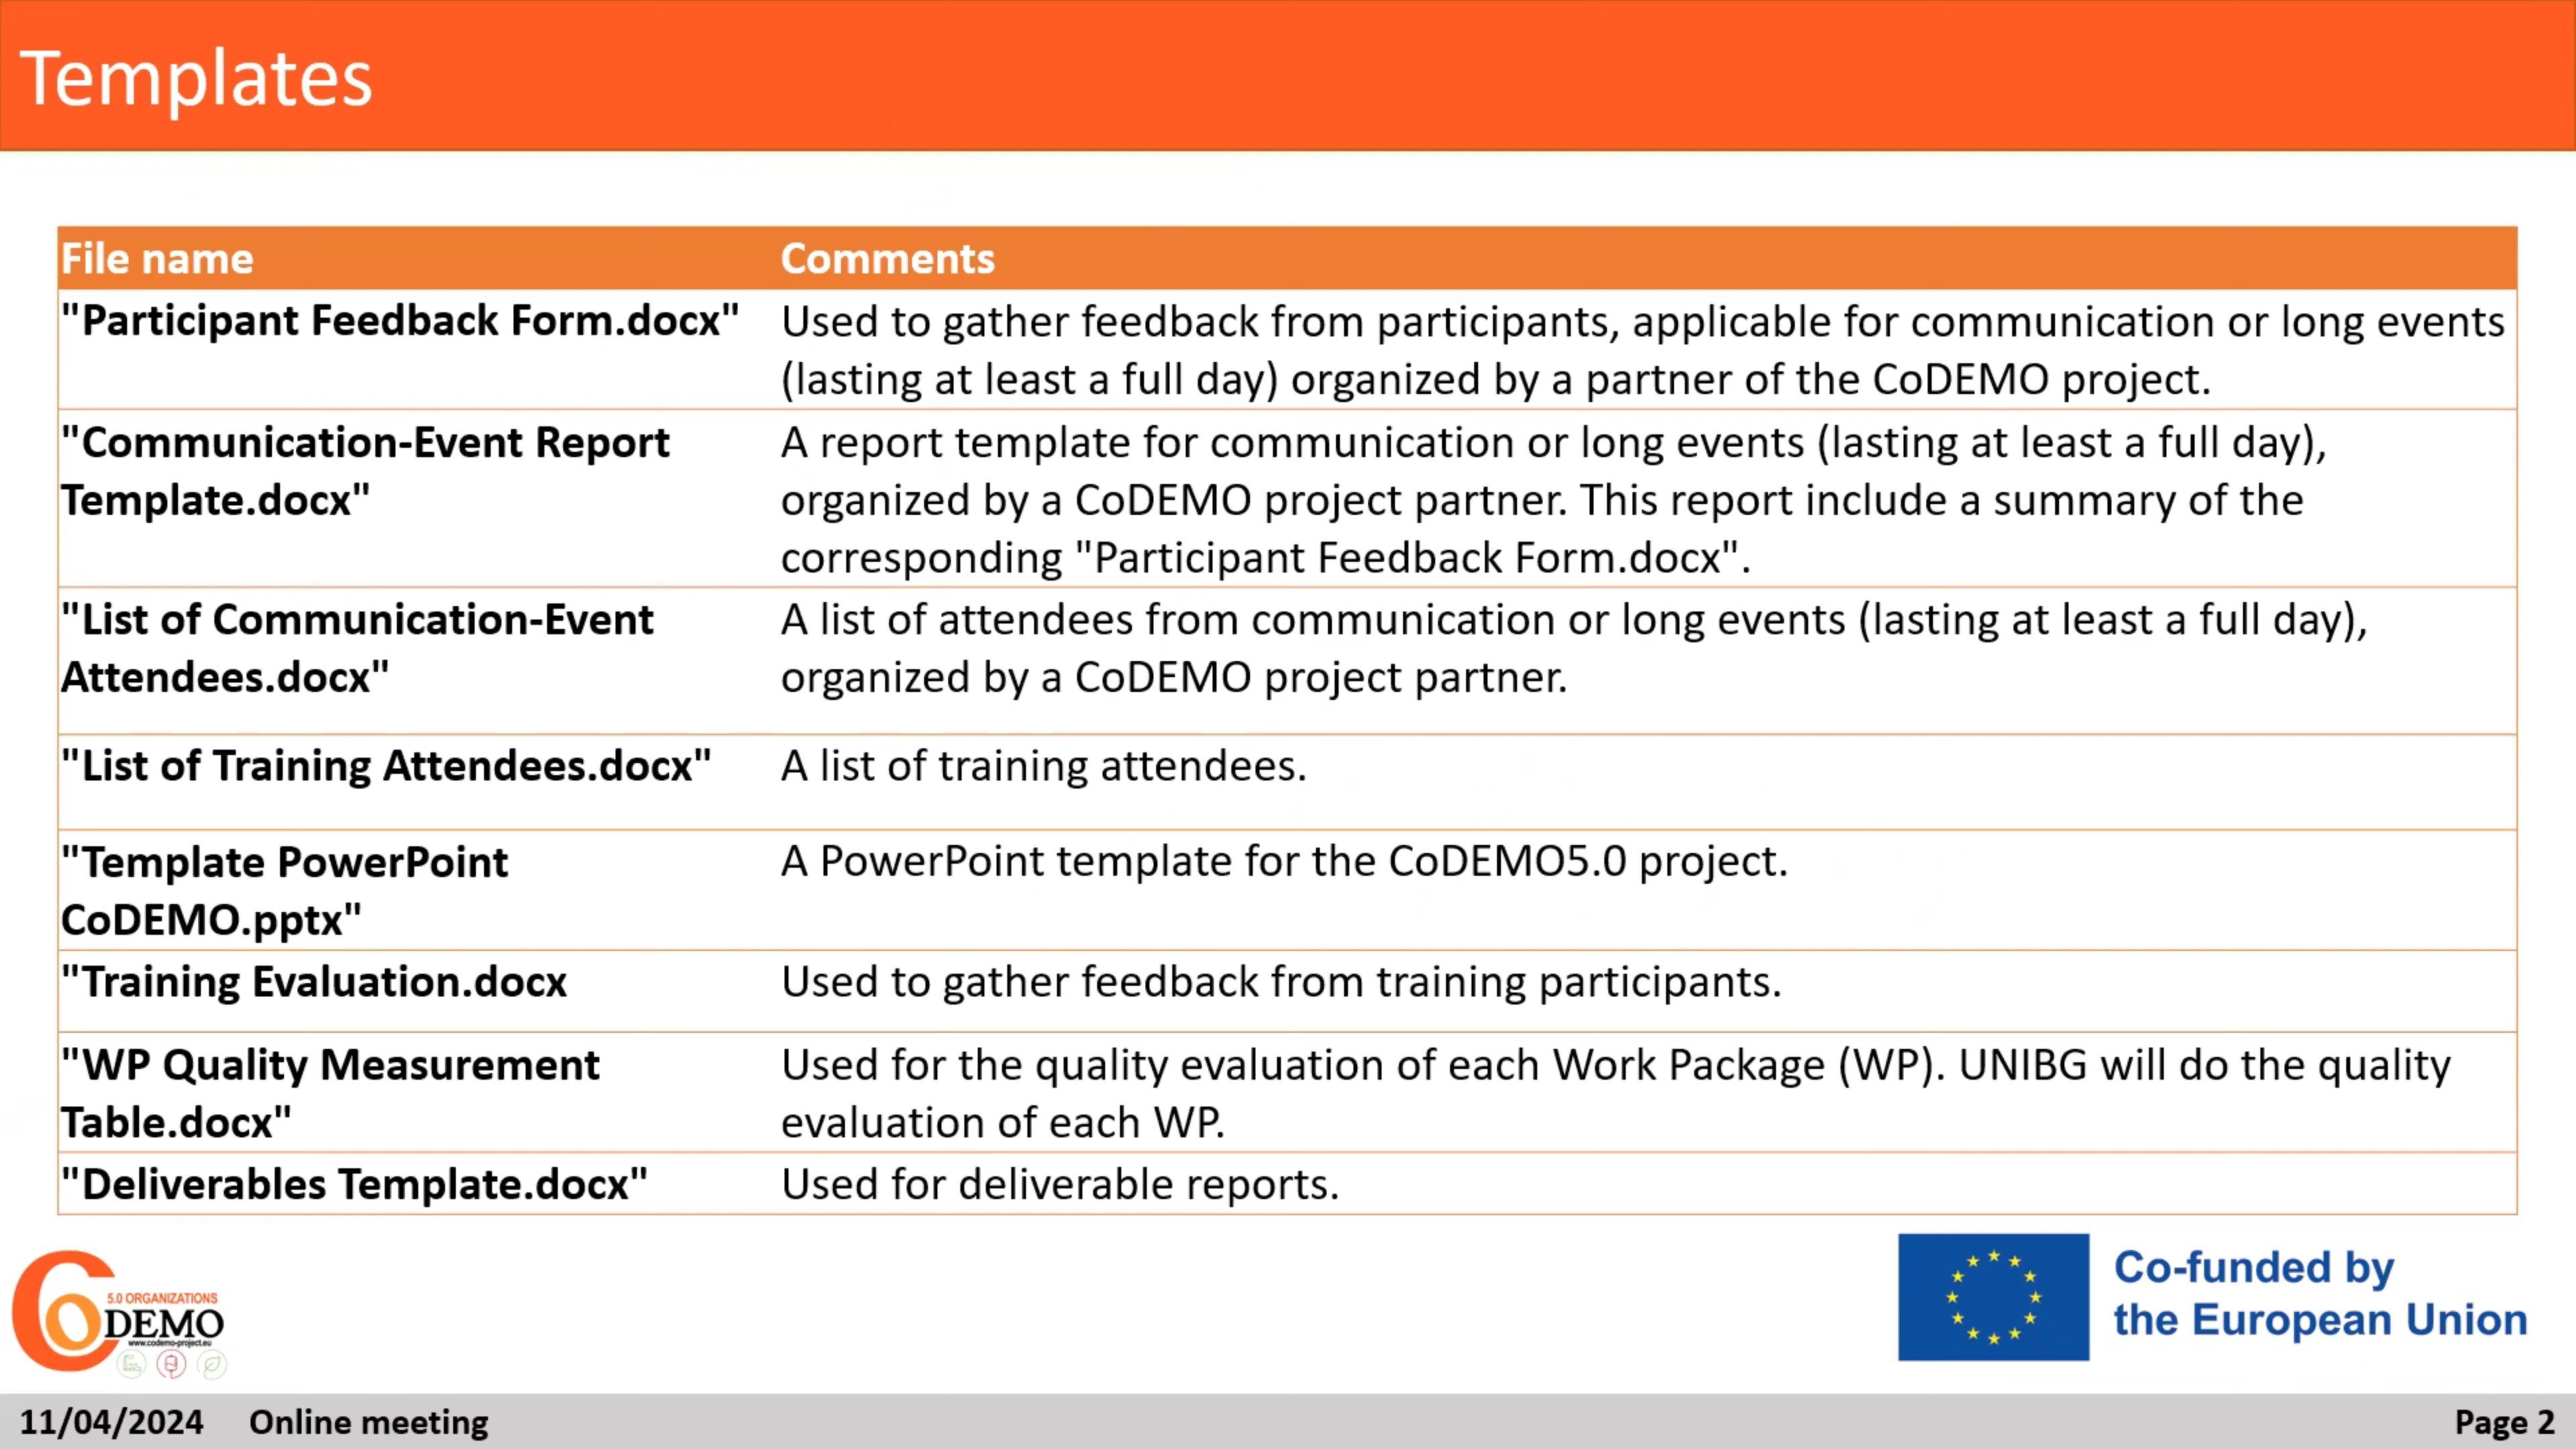 Templates
File name
Comments
"Participant Feedback Form.docx"
Used to gather feedback from participants, applicable for communication or long events
(lasting at least a full day) organized by a partner of the CoDEMO project.
"Communication-Event Report
Template.docx"
A report template for communication or long events (lasting at least a full day),
organized by a CoDEMO project partner. This report include a summary of the
corresponding "Participant Feedback Form.docx".
"List of Communication-Event
Attendees.docx"
A list of attendees from communication or long events (lasting at least a full day),
organized by a CoDEMO project partner.
"List of Training Attendees.docx"
A list of training attendees.
"Template PowerPoint
CoDEMO.pptx"
A PowerPoint template for the CoDEMO5.0 project.
"Training Evaluation.docx
Used to gather feedback from training participants.
"WP Quality Measurement
Table.docx"
Used for the quality evaluation of each Work Package (WP). UNIBG will do the quality
evaluation of each WP.
"Deliverables Template.docx"
Used for deliverable reports.
5.0 ORGANIZATIONS
CoDEMO
www.codemo-project.eu
Co-funded by
the European Union
11/04/2024 Online meeting
Page 2